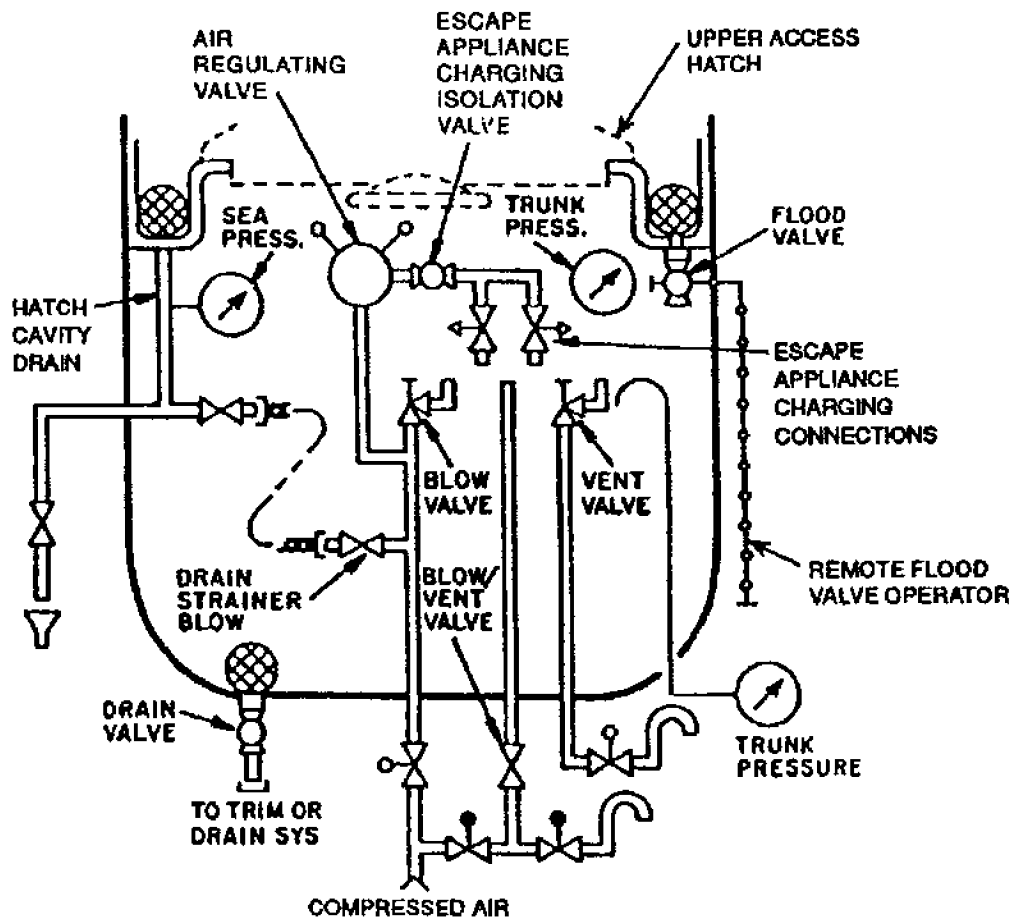 AIR
REGULATING
VALVE
ESCAPE
APPLIANCE
CHARGING
ISOLATION
VALVE
UPPER ACCESS
HATCH
SEA
PRESS.
TRUNK
PRESS.
FLOOD
VALVE
HATCH
CAVITY
DRAIN
ESCAPE
APPLIANCE
CHARGING
CONNECTIONS
BLOW
VALVE
VENT
VALVE
DRAIN
STRAINER
BLOW
BLOW/
VENT
VALVE
REMOTE FLOOD
VALVE OPERATOR
DRAIN
VALVE
TRUNK
PRESSURE
TO TRIM OR
DRAIN SYS
COMPRESSED AIR